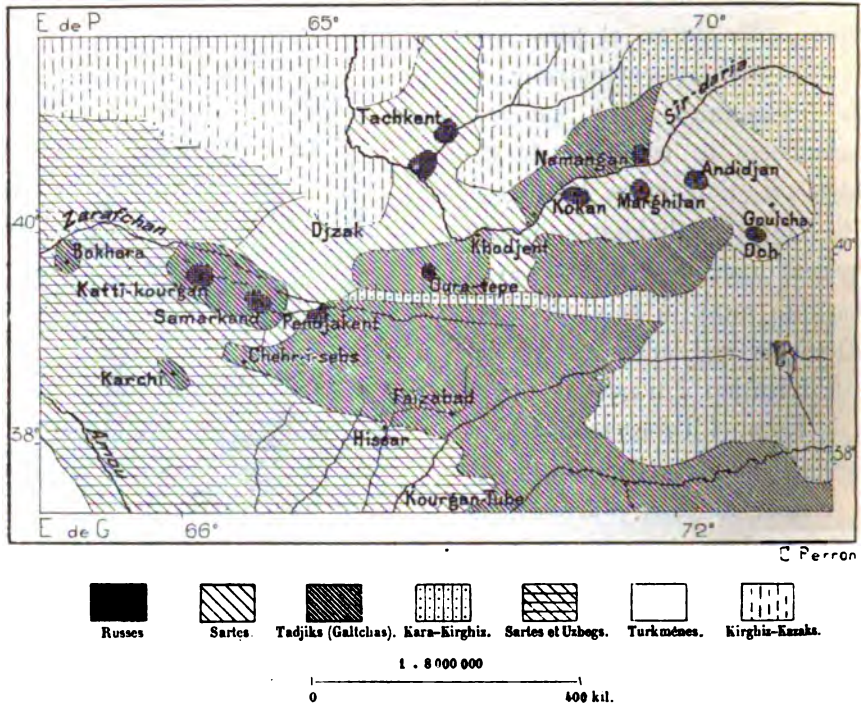 E de P 65° 70°
Sir-daria
Tachkent
Namangan
Andidjan
Kokan
Marghilan
40°
Zarafchan
Djzak
Goulcha
Och
40°
Bokhara
Khodjent
Katti-kourgan
Oura-tepe
Samarkand
Pendjakent
Chehr-i-sebs
Karchi
Faizabad
38°
Hissar
38°
Amou
Kourgan-Tube
E de G 66° 72°
C Perron
Russes Sartes. Tadjiks (Galtchas). Kara-Kirghiz. Sartes et Uzbegs. Turkmènes. Kirghiz-Kazaks.
1 : 8 000 000
0 400 kil.